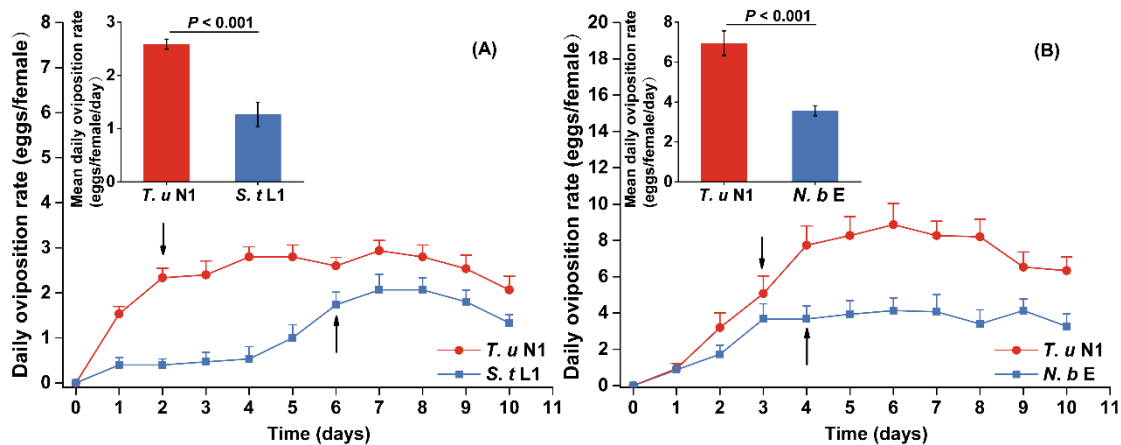 Daily oviposition rate (eggs/female)
8
7
6
5
4
3
2
1
0
Mean daily oviposition rate
(eggs/female/day)
3
2
1
0
P < 0.001
T. u N1
S. t L1
(A)
T. u N1
S. t L1
0 1 2 3 4 5 6 7 8 9 10 11
Time (days)
Daily oviposition rate (eggs/female)
20
18
16
14
12
10
8
6
4
2
0
Mean daily oviposition rate
(eggs/female/day)
8
6
4
2
0
P < 0.001
T. u N1
N. b E
(B)
T. u N1
N. b E
0 1 2 3 4 5 6 7 8 9 10 11
Time (days)